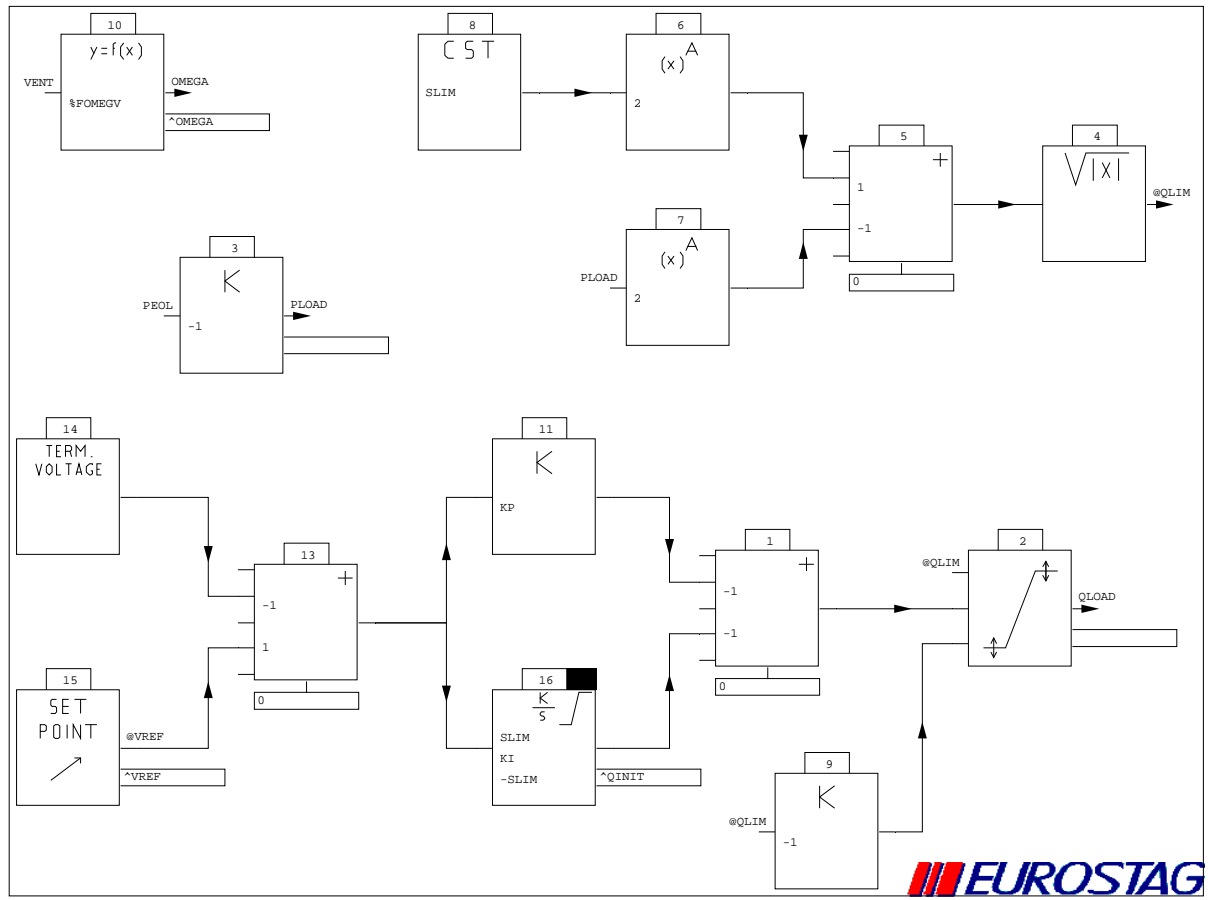 10
y=f(x)
VENT
OMEGA
%FOMEGV
^OMEGA
8
CST
SLIM
6
(x)^A
2
5
+
1
-1
0
4
√|X|
@QLIM
7
(x)^A
PLOAD
2
3
K
PEOL
PLOAD
-1
14
TERM.
VOLTAGE
11
K
KP
13
+
-1
1
0
1
+
-1
-1
0
2
@QLIM
QLOAD
15
SET
POINT
@VREF
^VREF
16
K
S
SLIM
KI
-SLIM
^QINIT
9
K
@QLIM
-1
EUROSTAG